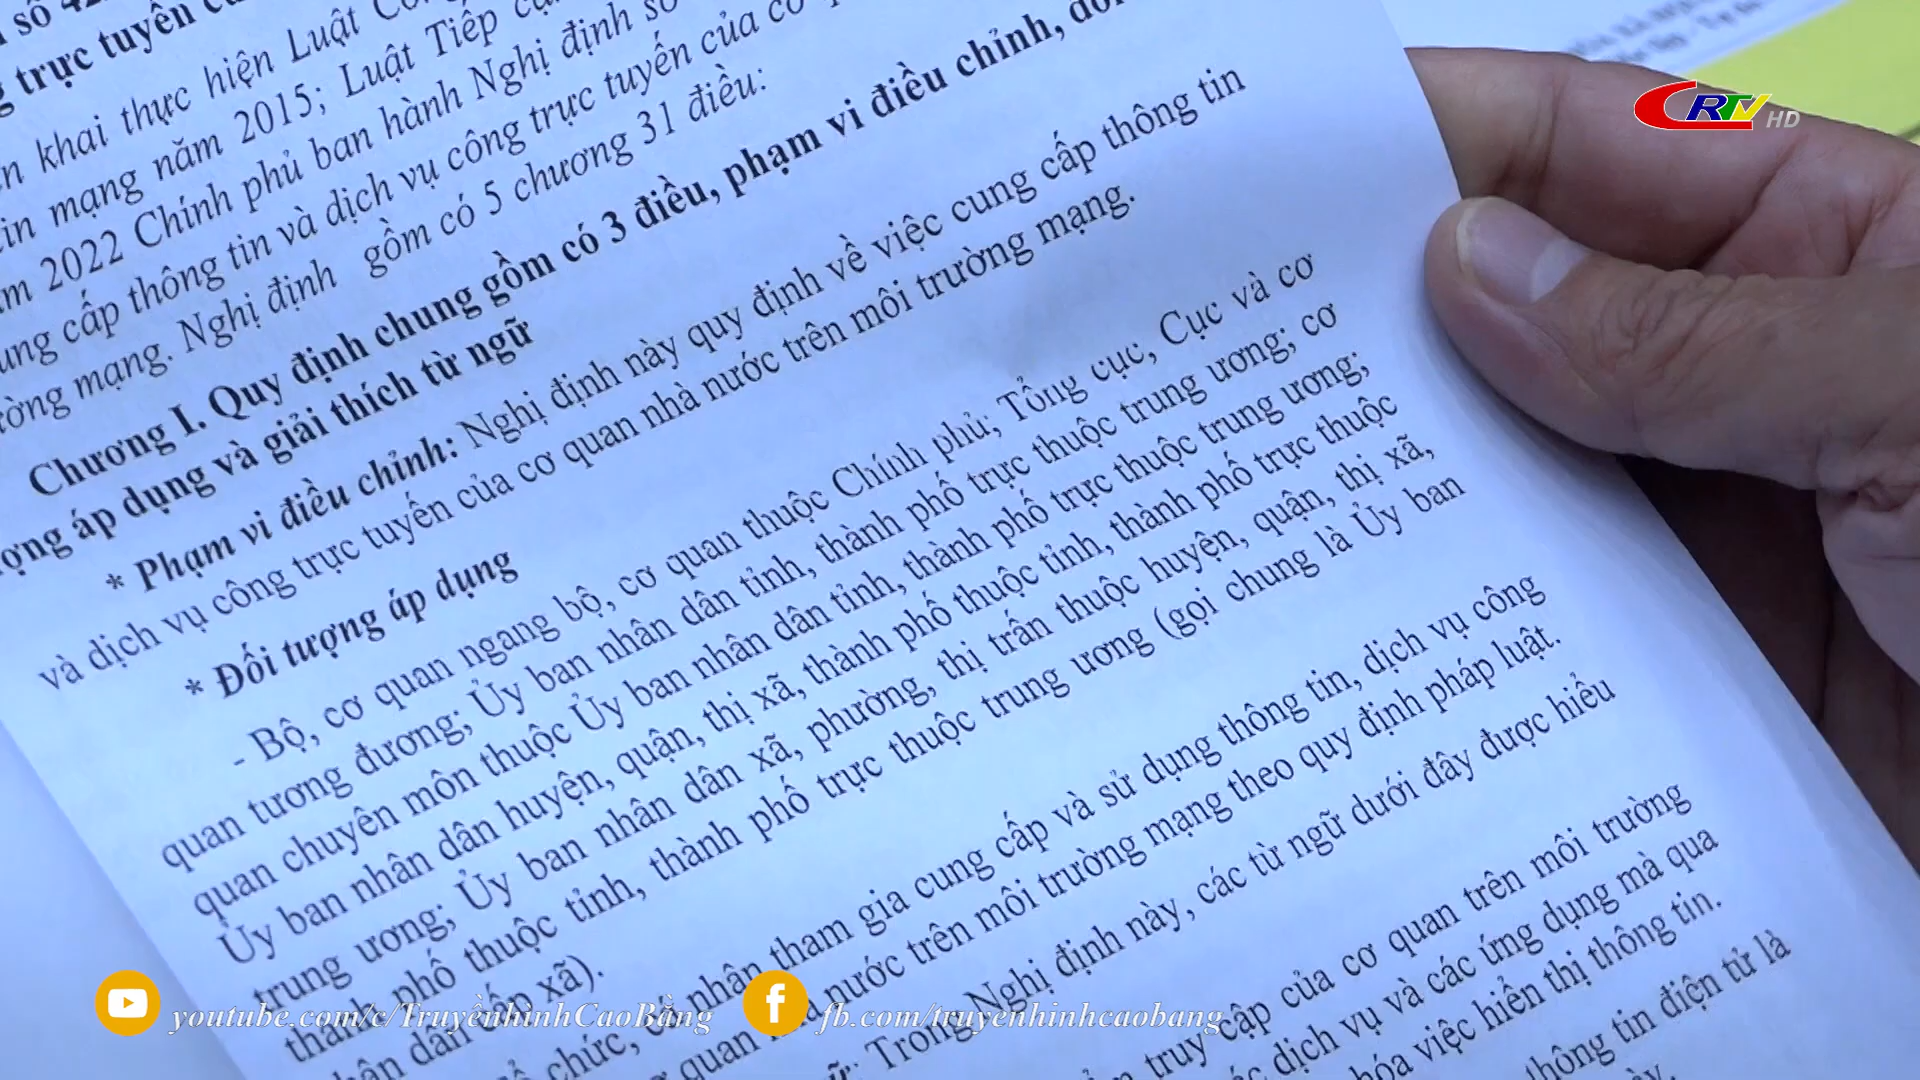 trực tuyến
khai thực hiện Luật
mạng năm 2015; Luật Tiếp
2022 Chính phủ ban hành Nghị định số
cấp thông tin và dịch vụ công trực tuyến của
mạng. Nghị định gồm có 5 chương 31 điều:
Chương I. Quy định chung gồm có 3 điều, phạm vi điều chỉnh,
áp dụng và giải thích từ ngữ
* Phạm vi điều chỉnh: Nghị định này quy định về việc cung cấp thông tin
và dịch vụ công trực tuyến của cơ quan nhà nước trên môi trường mạng.
* Đối tượng áp dụng
- Bộ, cơ quan ngang bộ, cơ quan thuộc Chính phủ; Tổng cục, Cục và cơ
quan tương đương; Ủy ban nhân dân tỉnh, thành phố trực thuộc trung ương; cơ
quan chuyên môn thuộc Ủy ban nhân dân tỉnh, thành phố trực thuộc trung ương;
Ủy ban nhân dân huyện, quận, thị xã, thành phố thuộc tỉnh, thành phố trực thuộc
trung ương; Ủy ban nhân dân xã, phường, thị trấn thuộc huyện, quận, thị xã,
thành phố thuộc tỉnh, thành phố trực thuộc trung ương (gọi chung là Ủy ban
dân cấp xã).
chức, cá nhân tham gia cung cấp và sử dụng thông tin, dịch vụ công
quan nhà nước trên môi trường mạng theo quy định pháp luật.
Trong Nghị định này, các từ ngữ dưới đây được hiểu
truy cập của cơ quan trên môi trường
dịch vụ và các ứng dụng mà qua
hóa việc hiển thị thông tin.
thông tin điện tử là
CRTV HD
youtube.com/c/TruyềnhìnhCaoBằng
fb.com/truyenhinhcaobang